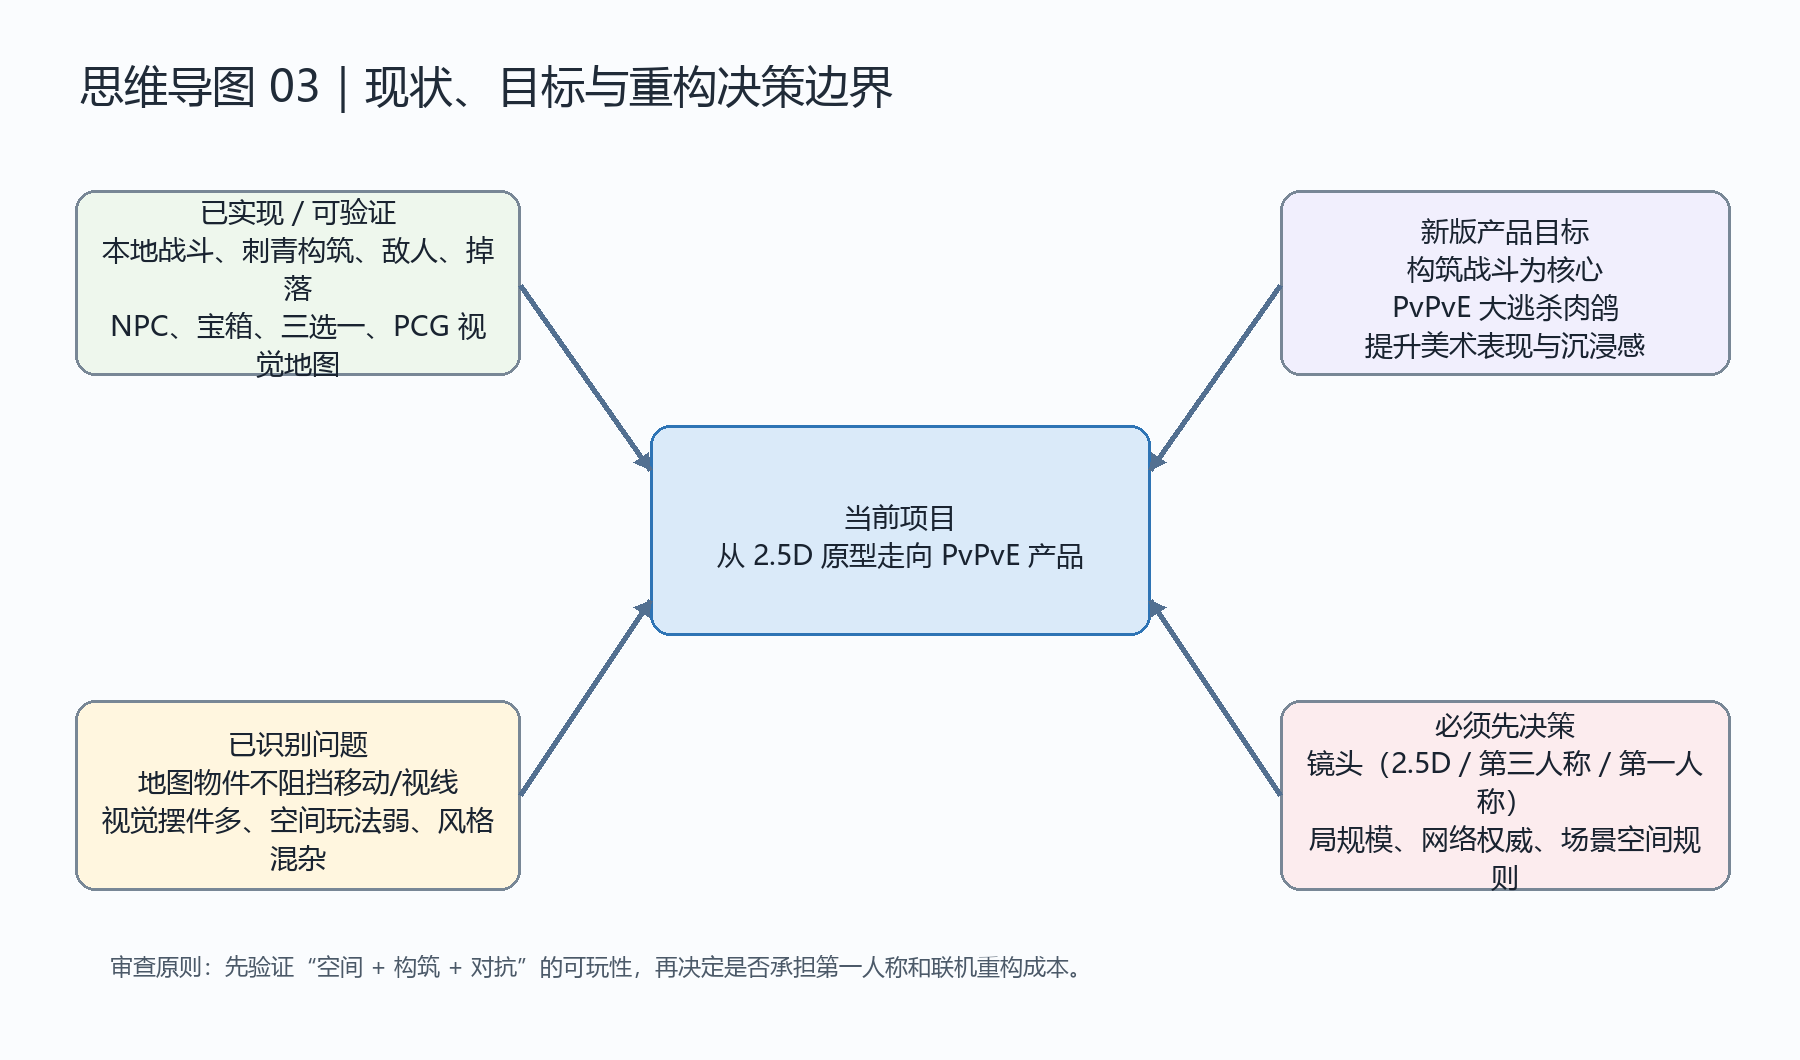 思维导图 03 | 现状、目标与重构决策边界
已实现 / 可验证
本地战斗、刺青构筑、敌人、掉
落
NPC、宝箱、三选一、PCG 视
觉地图
新版产品目标
构筑战斗为核心
PvPvE 大逃杀肉鸽
提升美术表现与沉浸感
当前项目
从 2.5D 原型走向 PvPvE 产品
已识别问题
地图物件不阻挡移动/视线
视觉摆件多、空间玩法弱、风格
混杂
必须先决策
镜头（2.5D / 第三人称 / 第一人
称）
局规模、网络权威、场景空间规
则
审查原则：先验证“空间 + 构筑 + 对抗”的可玩性，再决定是否承担第一人称和联机重构成本。